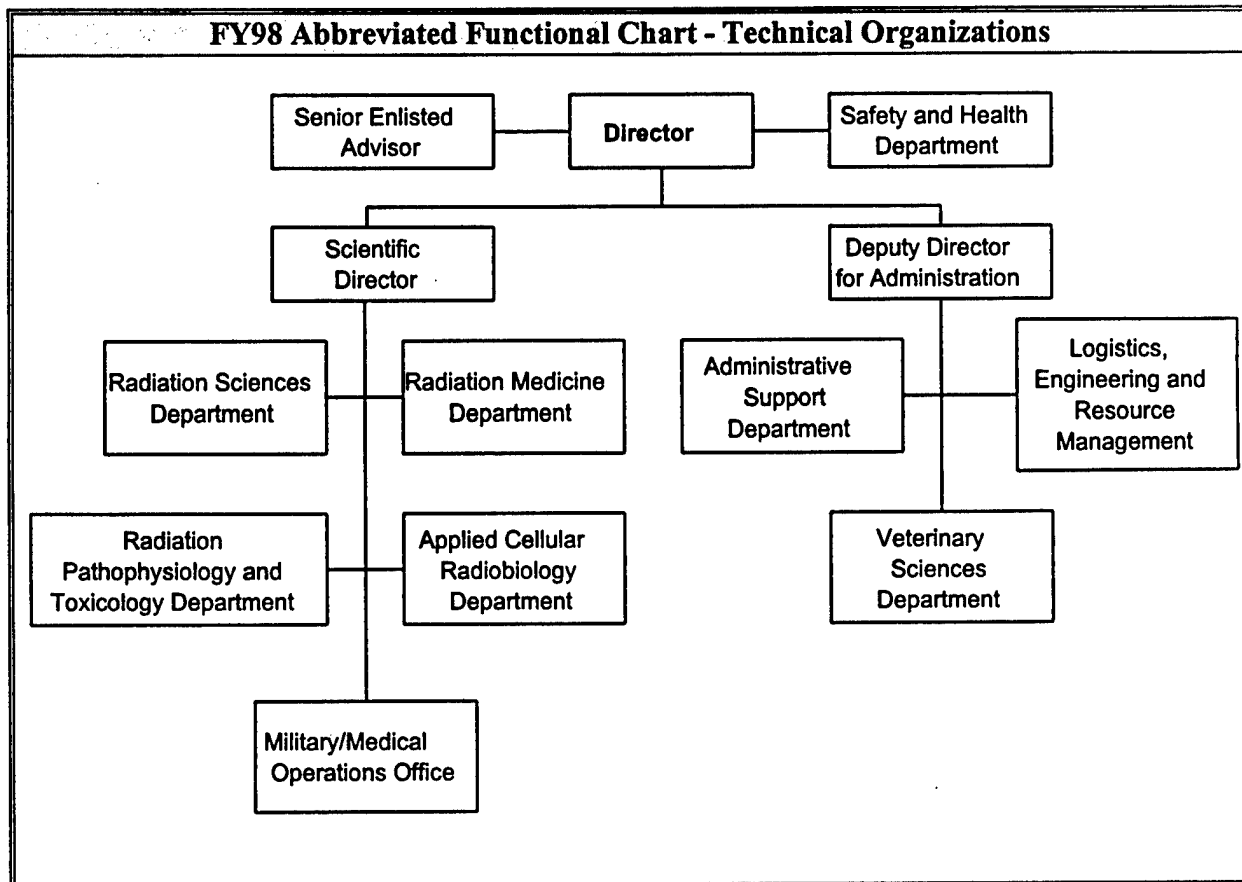 FY98 Abbreviated Functional Chart - Technical Organizations
Senior Enlisted
Advisor
Director
Safety and Health
Department
Scientific
Director
Deputy Director
for Administration
Radiation Sciences
Department
Radiation Medicine
Department
Administrative
Support
Department
Logistics,
Engineering and
Resource
Management
Radiation
Pathophysiology and
Toxicology Department
Applied Cellular
Radiobiology
Department
Veterinary
Sciences
Department
Military/Medical
Operations Office